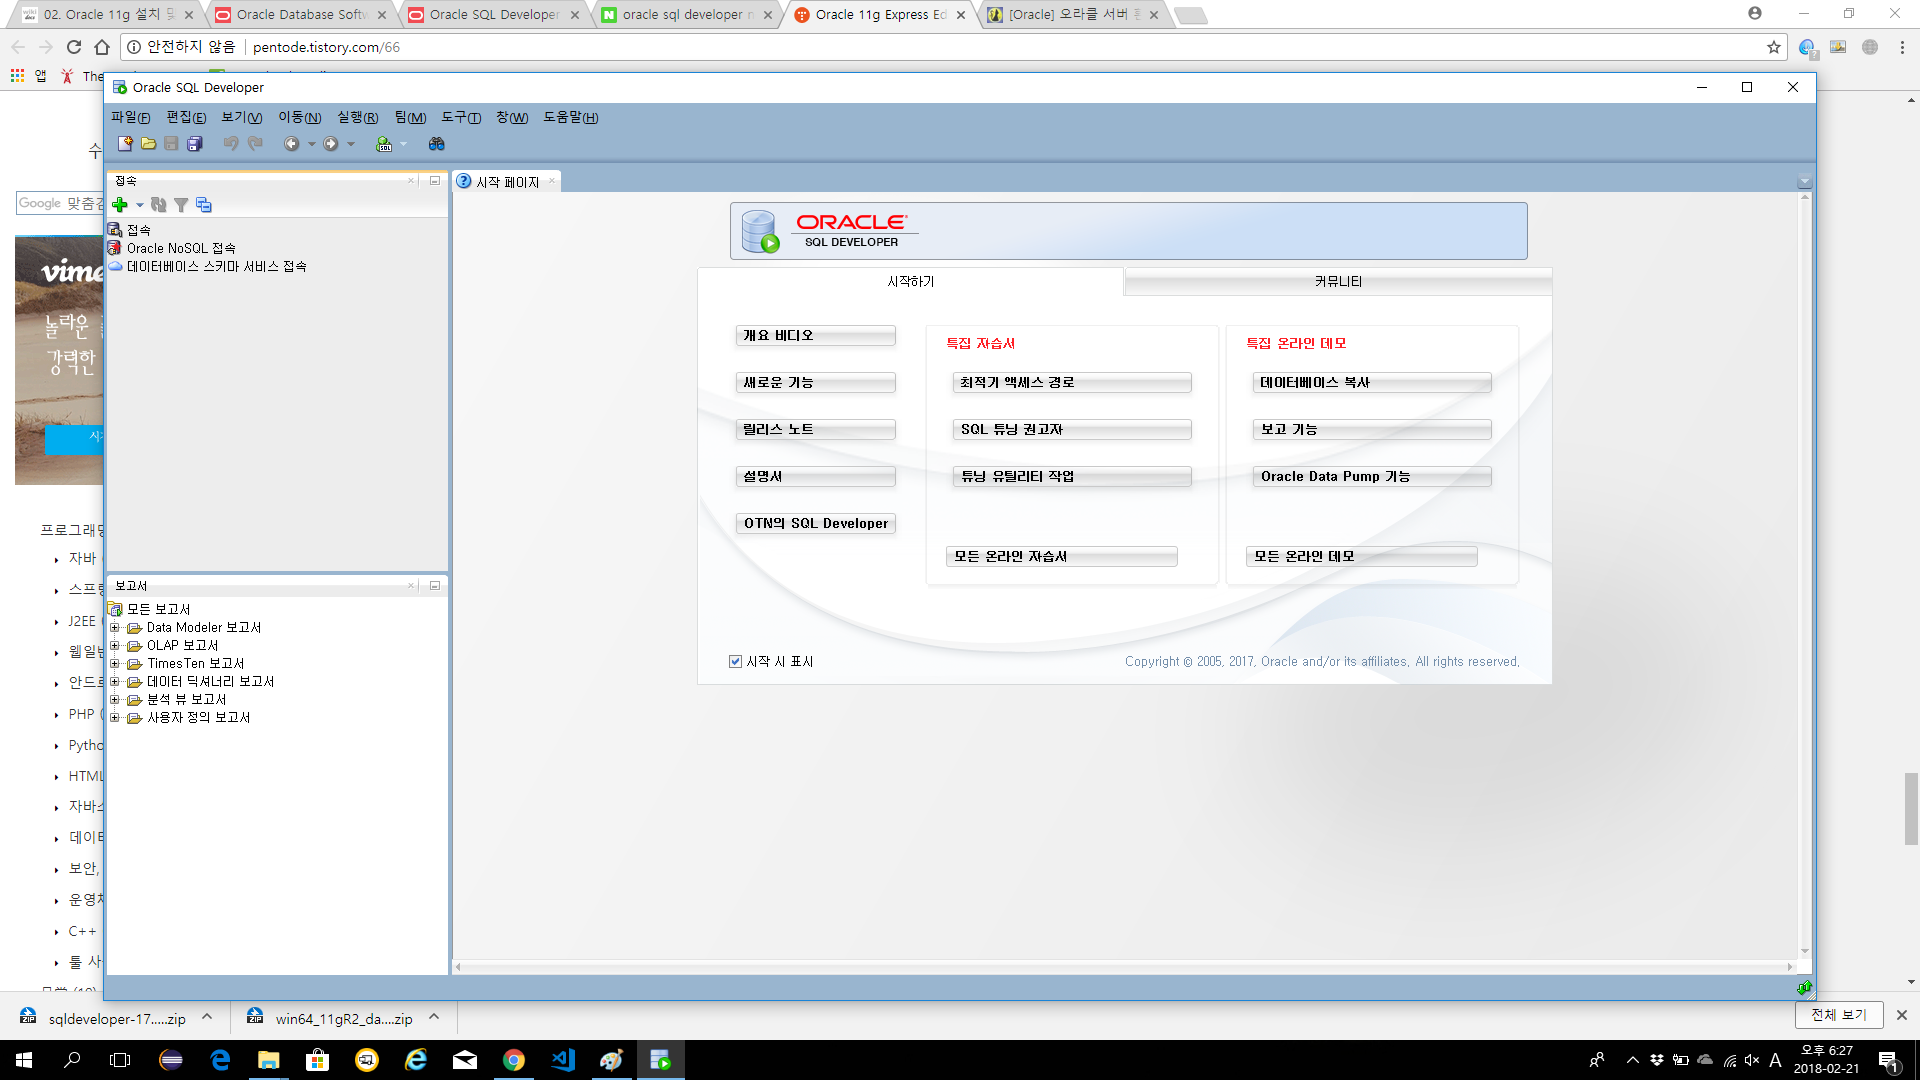 02. Oracle 11g 설치 및
Oracle Database Softw
Oracle SQL Developer
oracle sql developer n
Oracle 11g Express Ed
[Oracle] 오라클 서버
안전하지 않음
pentode.tistory.com/66
앱
The
Oracle SQL Developer
파일(F)
편집(E)
보기(V)
이동(N)
실행(R)
팀(M)
도구(T)
창(W)
도움말(H)
수
Google 맞춤검
vime
놀라운
강력한
시
프로그래밍
자바
스프링
J2EE
웹일반
안드로
PHP
Pytho
HTML
자바스
데이터
보안,
운영체
C++
툴 사
접속
접속
Oracle NoSQL 접속
데이터베이스 스키마 서비스 접속
보고서
모든 보고서
Data Modeler 보고서
OLAP 보고서
TimesTen 보고서
데이터 딕셔너리 보고서
분석 뷰 보고서
사용자 정의 보고서
시작 페이지
ORACLE
SQL DEVELOPER
시작하기
커뮤니티
개요 비디오
새로운 기능
릴리스 노트
설명서
OTN의 SQL Developer
특집 자습서
최적기 액세스 경로
SQL 튜닝 권고자
튜닝 유틸리티 작업
모든 온라인 자습서
특집 온라인 데모
데이터베이스 복사
보고 기능
Oracle Data Pump 기능
모든 온라인 데모
시작 시 표시
Copyright © 2005, 2017, Oracle and/or its affiliates. All rights reserved.
sqldeveloper-17.....zip
win64_11gR2_da....zip
전체 보기
A
오후 6:27
2018-02-21
1